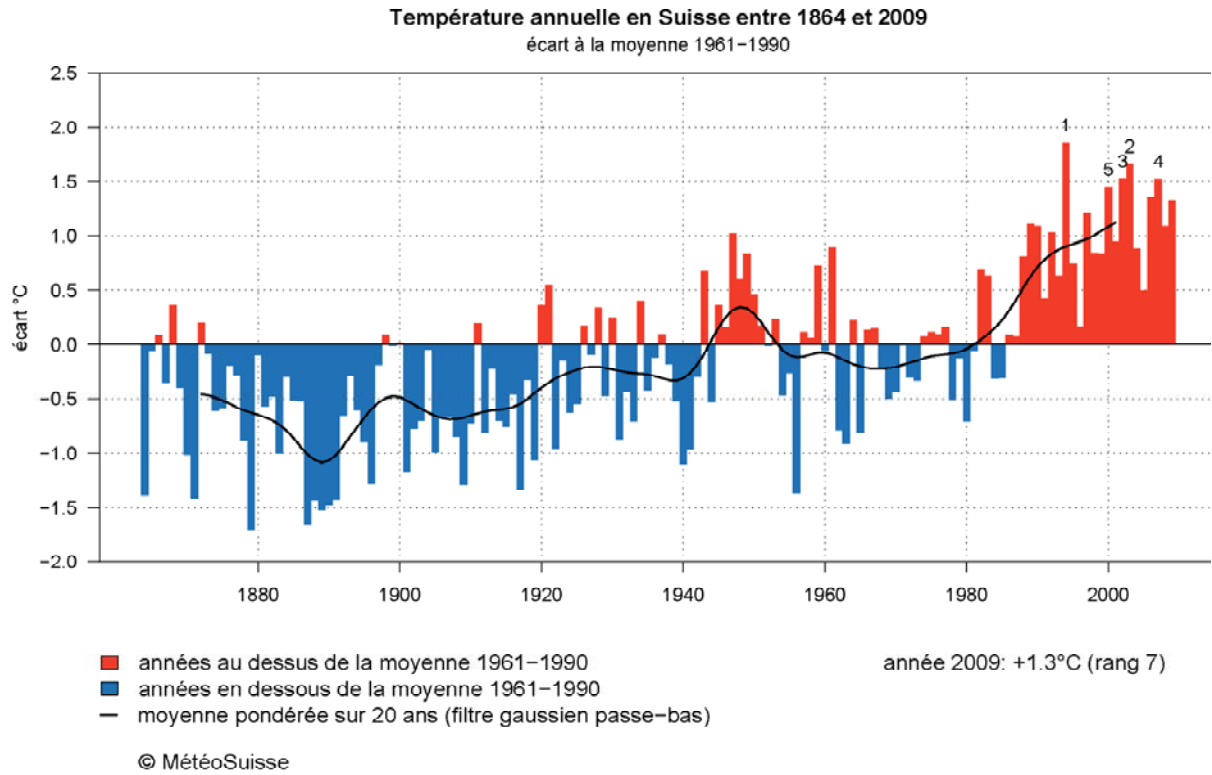 Température annuelle en Suisse entre 1864 et 2009
écart à la moyenne 1961−1990
écart °C
2.5
2.0
1.5
1.0
0.5
0.0
−0.5
−1.0
−1.5
−2.0
1
2
3
5
4
1880 1900 1920 1940 1960 1980 2000
années au dessus de la moyenne 1961−1990
année 2009: +1.3°C (rang 7)
années en dessous de la moyenne 1961−1990
moyenne pondérée sur 20 ans (filtre gaussien passe−bas)
© MétéoSuisse